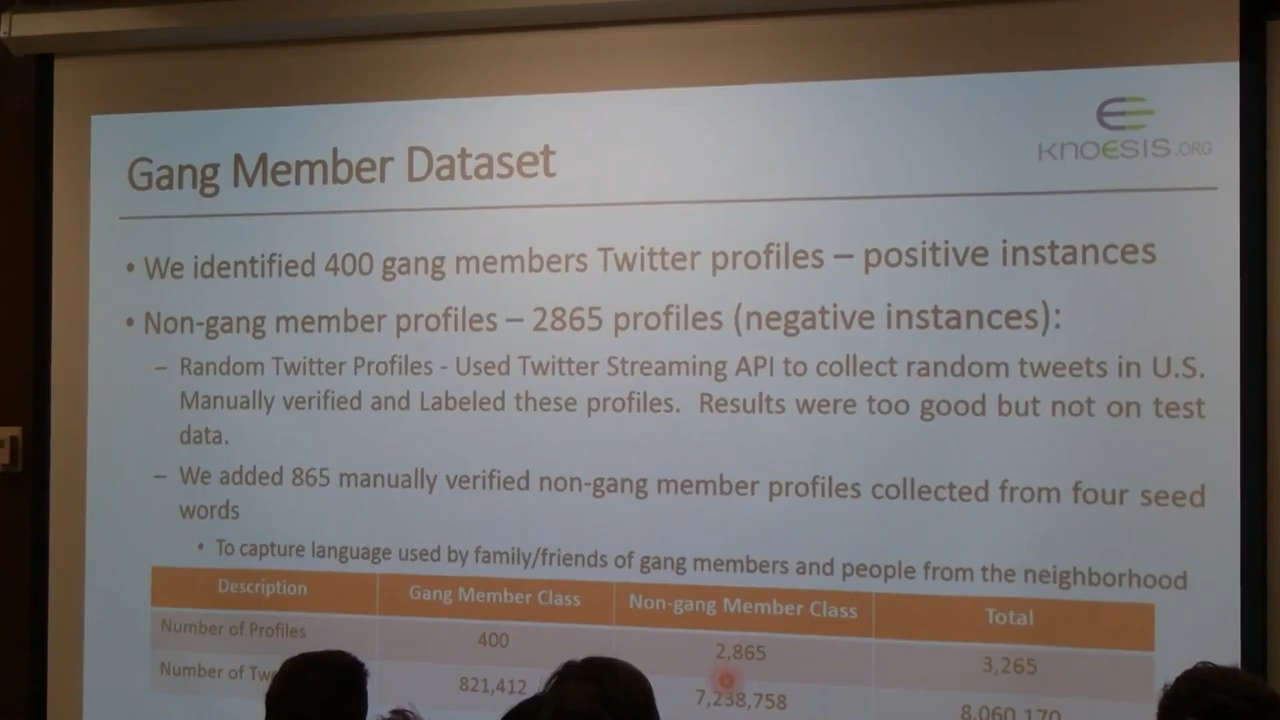 KNOESIS.ORG
Gang Member Dataset
• We identified 400 gang members Twitter profiles – positive instances
• Non-gang member profiles – 2865 profiles (negative instances):
– Random Twitter Profiles - Used Twitter Streaming API to collect random tweets in U.S.
Manually verified and Labeled these profiles. Results were too good but not on test
data.
– We added 865 manually verified non-gang member profiles collected from four seed
words
• To capture language used by family/friends of gang members and people from the neighborhood
Description Gang Member Class Non-gang Member Class Total
Number of Profiles 400 2,865 3,265
Number of 821,412 7,238,758 8,060,170